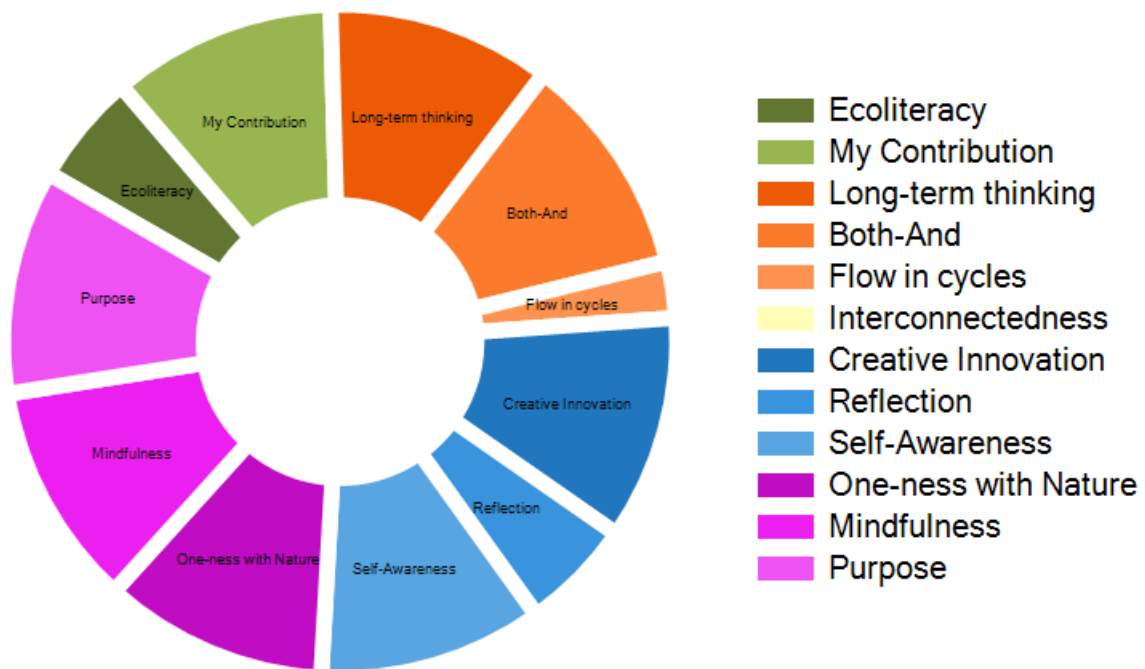 My Contribution
Long-term thinking
Ecoliteracy
Both-And
Purpose
Flow in cycles
Creative Innovation
Mindfulness
Reflection
One-ness with Nature
Self-Awareness
Ecoliteracy
My Contribution
Long-term thinking
Both-And
Flow in cycles
Interconnectedness
Creative Innovation
Reflection
Self-Awareness
One-ness with Nature
Mindfulness
Purpose